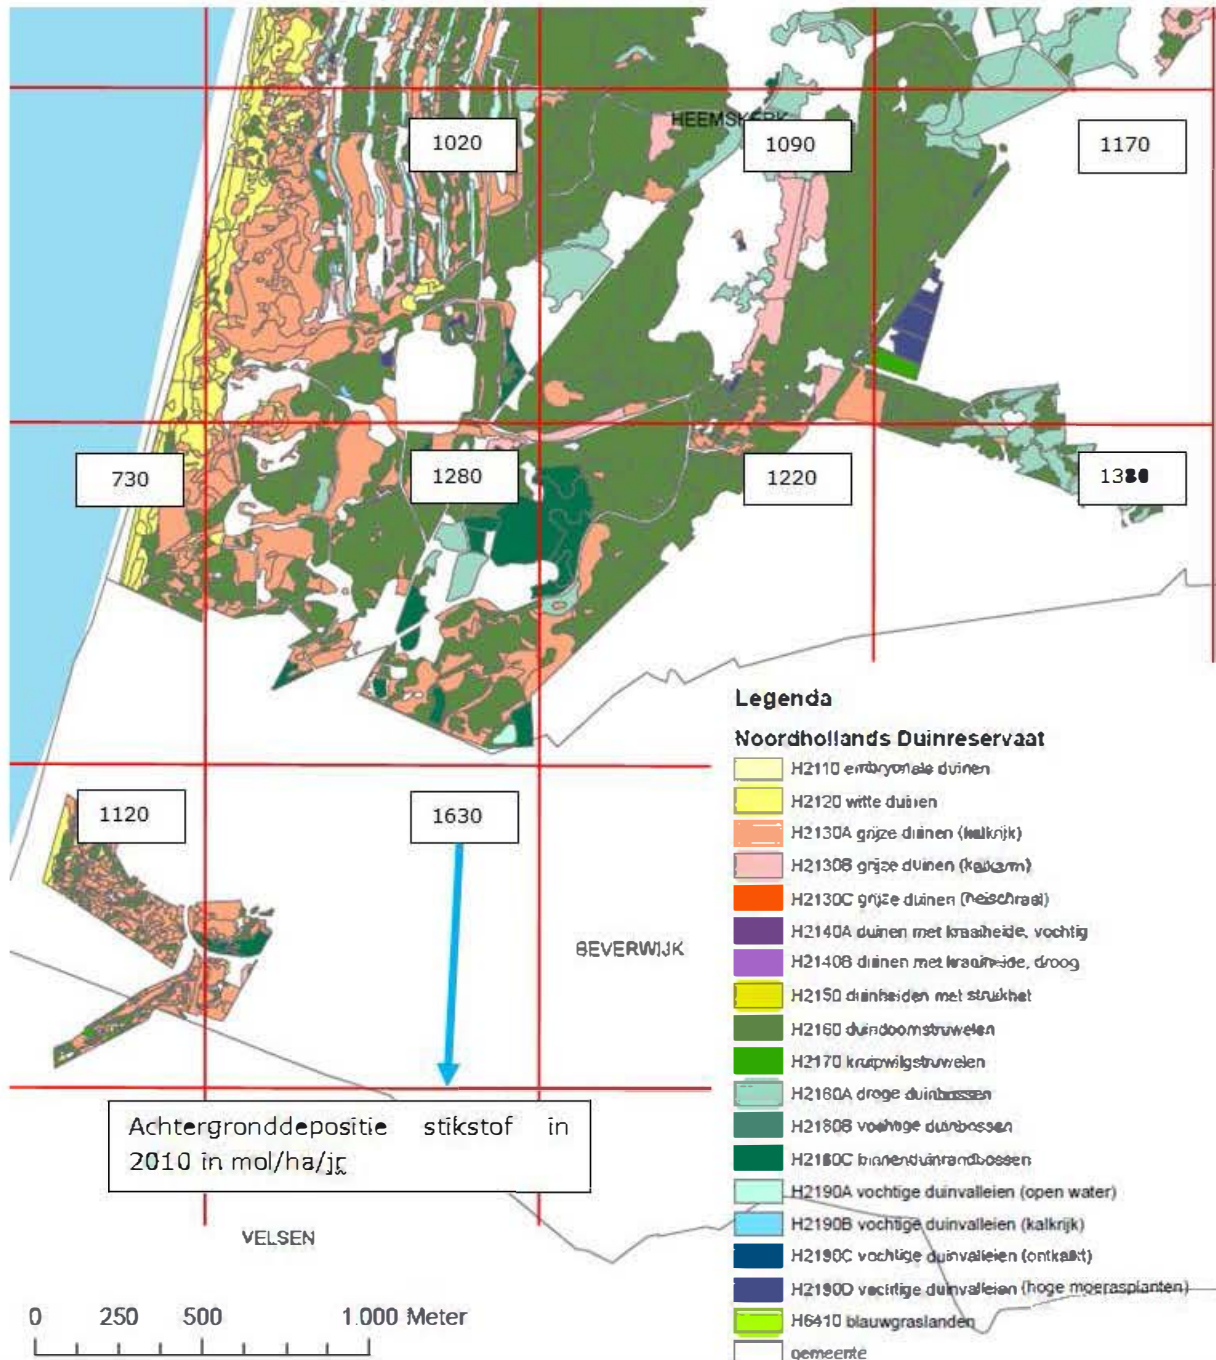 HEEMSKERK
1020
1090
1170
730
1280
1220
1120
1630
BEVERWIJK
Achtergronddepositie stikstof in
2010 in mol/ha/jr
VELSEN
0 250 500 1.000 Meter
Legenda
Noordhollands Duinreservaat
H2110 embryonale duinen
H2120 witte duinen
H2130A grijze duinen (kalkrijk)
H2130B grijze duinen (kalkarm)
H2130C grijze duinen (heischraal)
H2140A duinen met kraaiheide, vochtig
H2140B duinen met kraaiheide, droog
H2150 duinheiden met struikhei
H2160 duindoornstruwelen
H2170 kruipwilgstruwelen
H2180A droge duinbossen
H2180B vochtige duinbossen
H2180C binnenduinrandbossen
H2190A vochtige duinvalleien (open water)
H2190B vochtige duinvalleien (kalkrijk)
H2190C vochtige duinvalleien (ontkalkt)
H2190D vochtige duinvalleien (hoge moerasplanten)
H6410 blauwgraslanden
gemeente